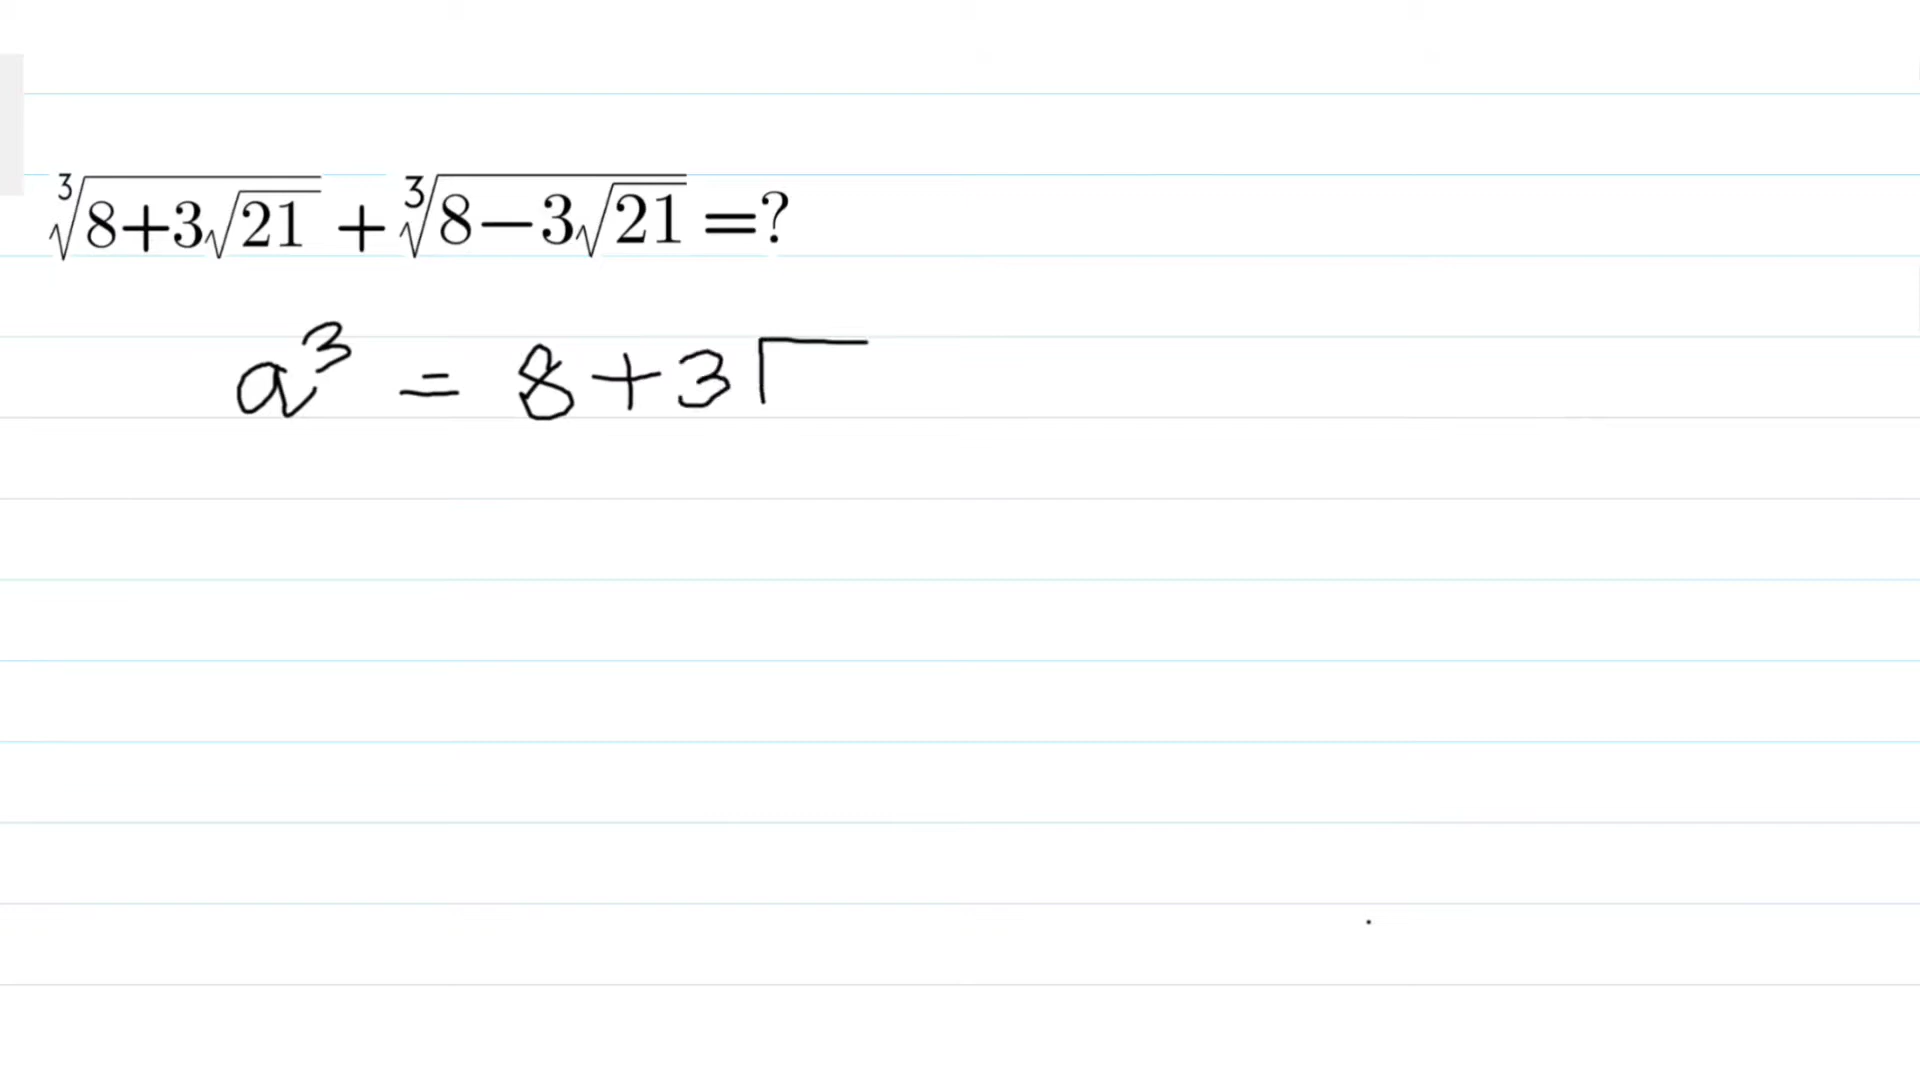 ∛(8+3√21) + ∛(8−3√21) =?
a³ = 8+3√